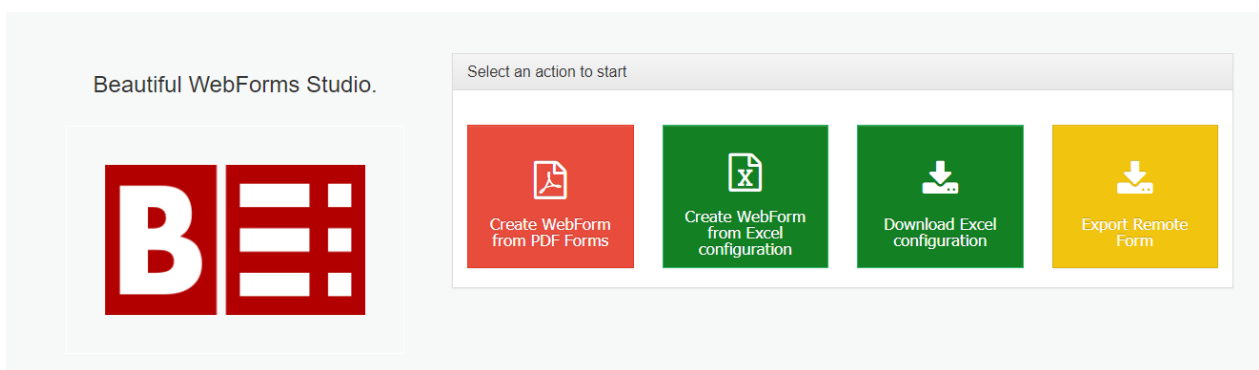 Beautiful WebForms Studio.
B
Select an action to start
Create WebForm
from PDF Forms
X
Create WebForm
from Excel
configuration
Download Excel
configuration
Export Remote
Form